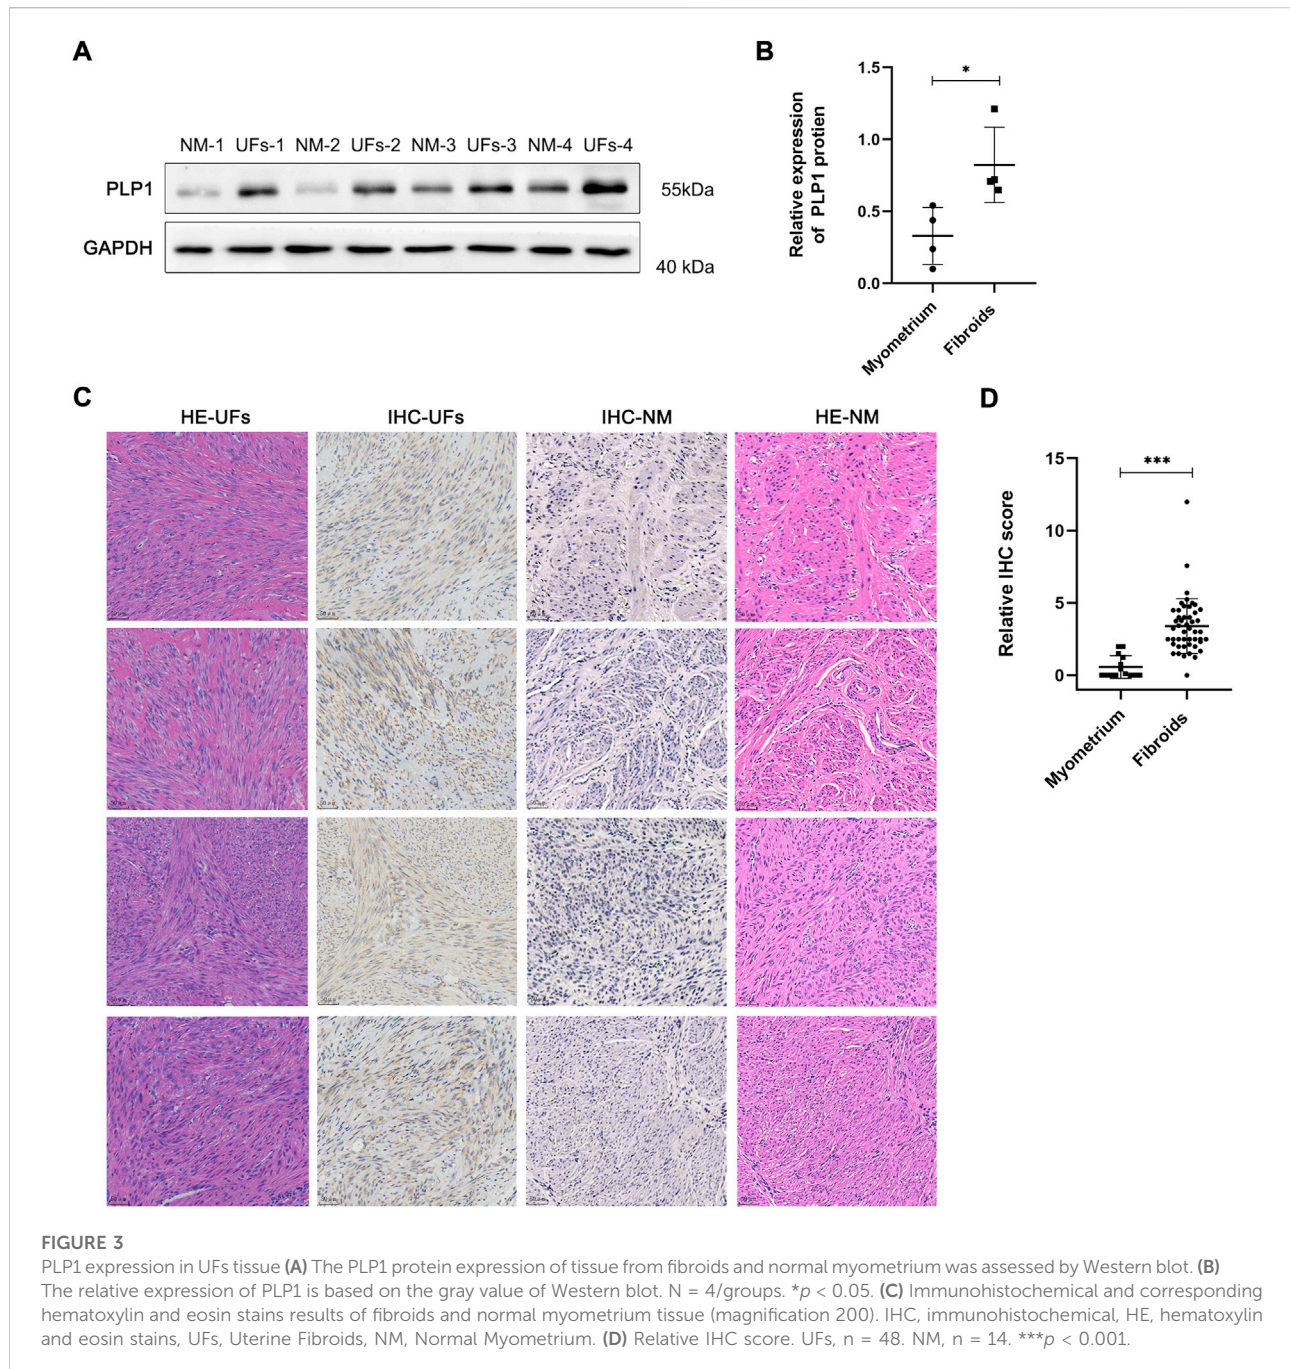 A
NM-1 UFs-1 NM-2 UFs-2 NM-3 UFs-3 NM-4 UFs-4
PLP1
55kDa
GAPDH
40 kDa
B
Relative expression
of PLP1 protien
1.5
1.0
0.5
0.0
*
Myometrium
Fibroids
C
HE-UFs IHC-UFs IHC-NM HE-NM
D
Relative IHC score
15
10
5
0
***
Myometrium
Fibroids
FIGURE 3
PLP1 expression in UFs tissue (A) The PLP1 protein expression of tissue from fibroids and normal myometrium was assessed by Western blot. (B)
The relative expression of PLP1 is based on the gray value of Western blot. N = 4/groups. *p < 0.05. (C) Immunohistochemical and corresponding
hematoxylin and eosin stains results of fibroids and normal myometrium tissue (magnification 200). IHC, immunohistochemical, HE, hematoxylin
and eosin stains, UFs, Uterine Fibroids, NM, Normal Myometrium. (D) Relative IHC score. UFs, n = 48. NM, n = 14. ***p < 0.001.